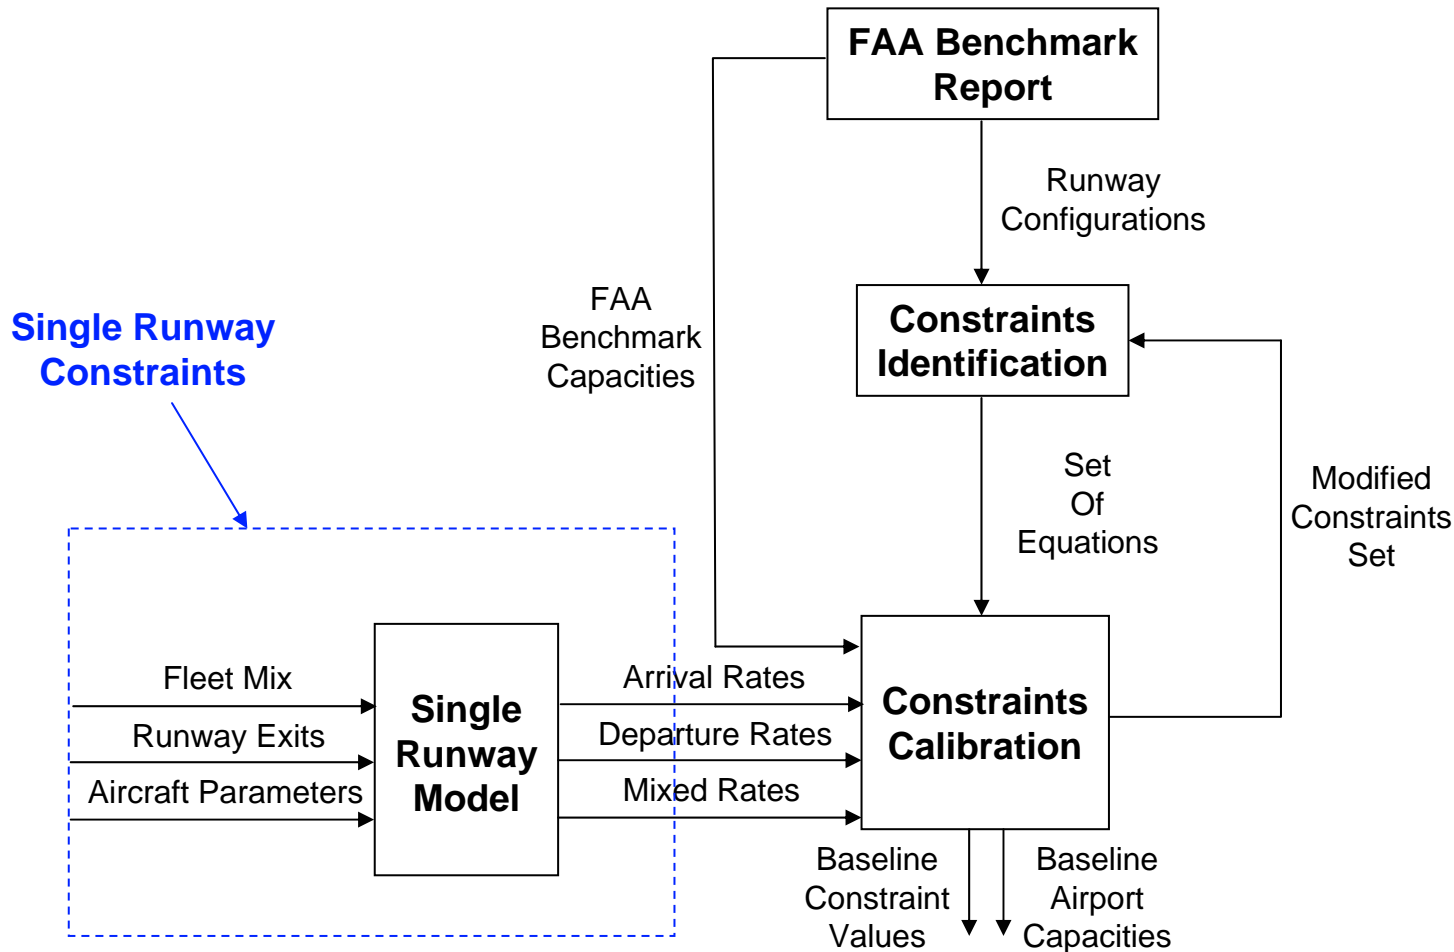 FAA Benchmark
Report
Runway
Configurations
FAA
Benchmark
Capacities
Constraints
Identification
Single Runway
Constraints
Set
Of
Equations
Modified
Constraints
Set
Fleet Mix
Runway Exits
Aircraft Parameters
Single
Runway
Model
Arrival Rates
Departure Rates
Mixed Rates
Constraints
Calibration
Baseline
Constraint
Values
Baseline
Airport
Capacities